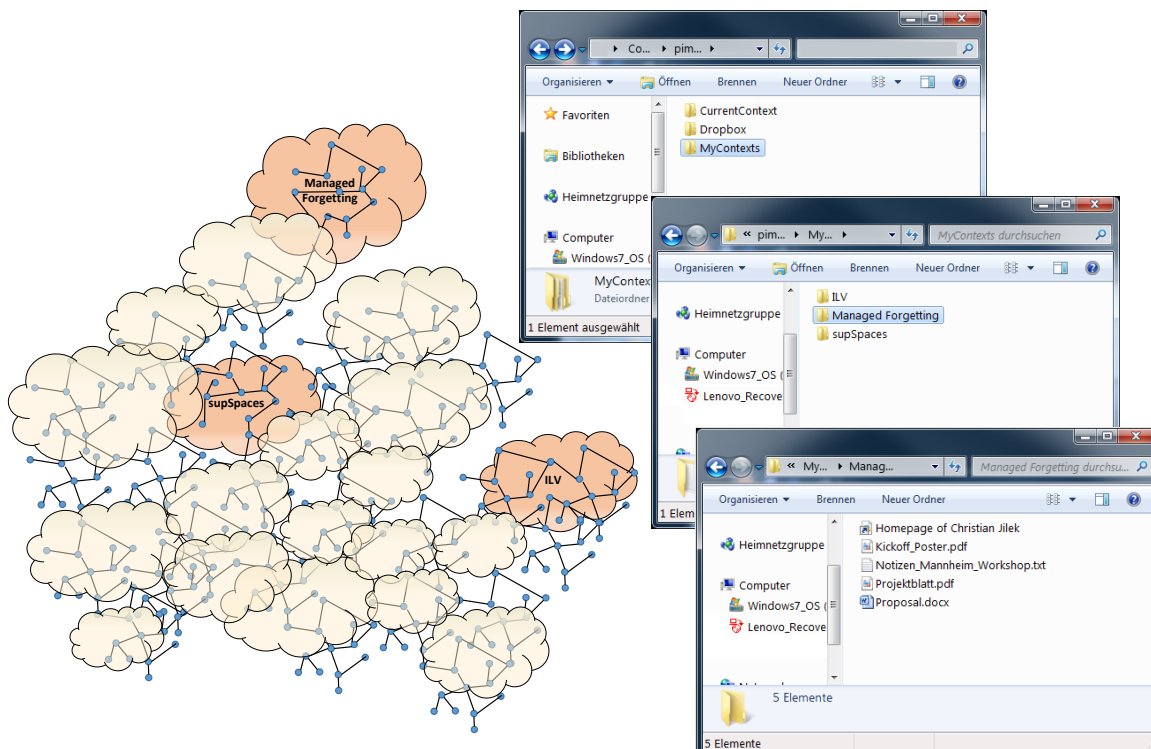 Managed
Forgetting
supSpaces
ILV
Co... pim...
Organisieren Öffnen Brennen Neuer Ordner
Favoriten
Bibliotheken
Heimnetzgruppe
Computer
Windows7_OS (
CurrentContext
Dropbox
MyContexts
MyContex
Dateiordner
1 Element ausgewählt
« pim... My... MyContexts durchsuchen
Organisieren Öffnen Brennen Neuer Ordner
Heimnetzgruppe
Computer
Windows7_OS (
Lenovo_Recove
ILV
Managed Forgetting
supSpaces
1 Elem
« My... Manag... Managed Forgetting durchsu...
Organisieren Brennen Neuer Ordner
Heimnetzgruppe
Computer
Windows7_OS (
Lenovo_Recove
Homepage of Christian Jilek
Kickoff_Poster.pdf
Notizen_Mannheim_Workshop.txt
Projektblatt.pdf
Proposal.docx
5 Elemente
5 Elemente